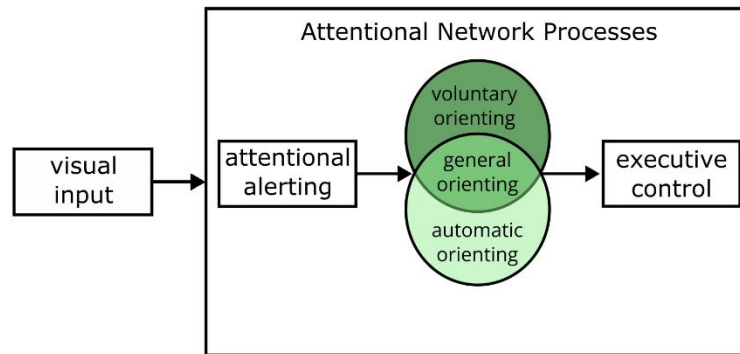 Attentional Network Processes
visual
input
attentional
alerting
voluntary
orienting
general
orienting
automatic
orienting
executive
control